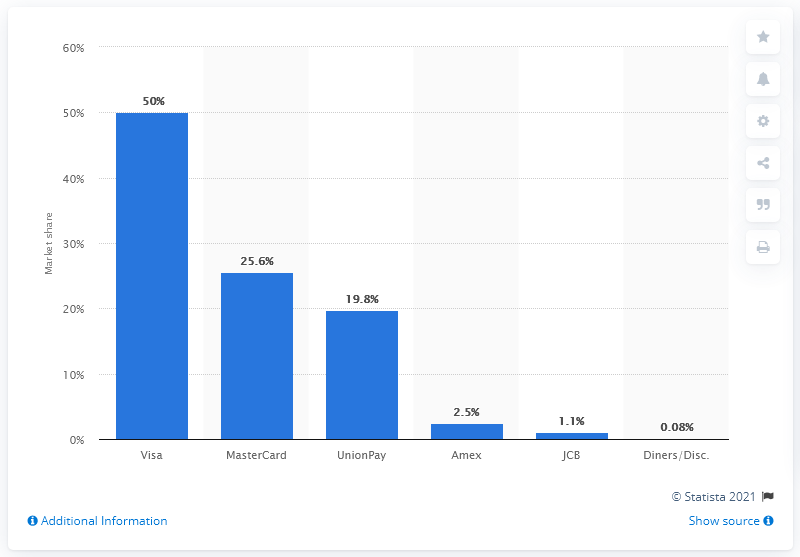 60%
50%
40%
30%
20%
10%
0%
Market share
50%
25.6%
19.8%
2.5%
1.1%
0.08%
Visa
MasterCard
UnionPay
Amex
JCB
Diners/Disc.
© Statista 2021
Additional Information
Show source